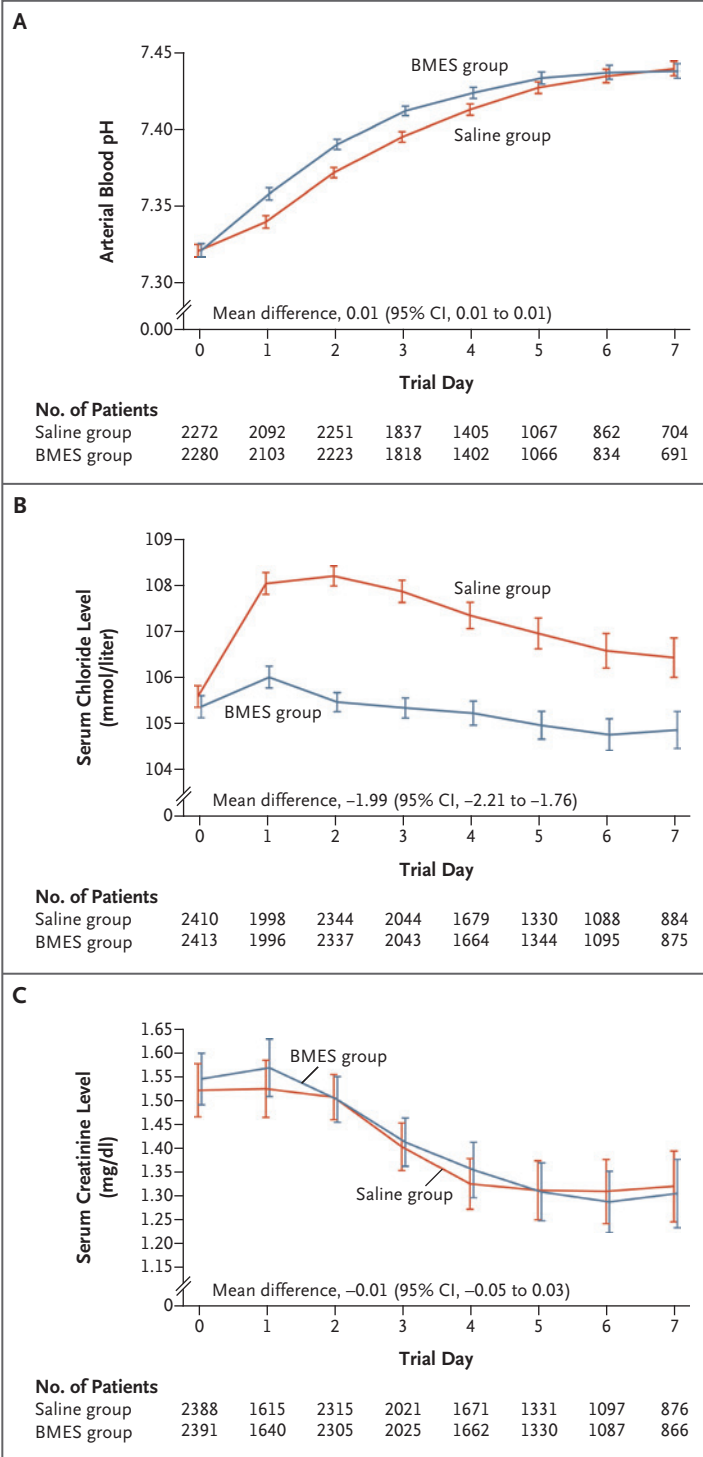 A
7.45
7.40
7.35
7.30
0.00
Arterial Blood pH
BMES group
Saline group
Mean difference, 0.01 (95% CI, 0.01 to 0.01)
0 1 2 3 4 5 6 7
Trial Day
No. of Patients
Saline group 2272 2092 2251 1837 1405 1067 862 704
BMES group 2280 2103 2223 1818 1402 1066 834 691
B
109
108
107
106
105
104
0
Serum Chloride Level
(mmol/liter)
Saline group
BMES group
Mean difference, –1.99 (95% CI, –2.21 to –1.76)
0 1 2 3 4 5 6 7
Trial Day
No. of Patients
Saline group 2410 1998 2344 2044 1679 1330 1088 884
BMES group 2413 1996 2337 2043 1664 1344 1095 875
C
1.65
1.60
1.55
1.50
1.45
1.40
1.35
1.30
1.25
1.20
1.15
0
Serum Creatinine Level
(mg/dl)
BMES group
Saline group
Mean difference, –0.01 (95% CI, –0.05 to 0.03)
0 1 2 3 4 5 6 7
Trial Day
No. of Patients
Saline group 2388 1615 2315 2021 1671 1331 1097 876
BMES group 2391 1640 2305 2025 1662 1330 1087 866